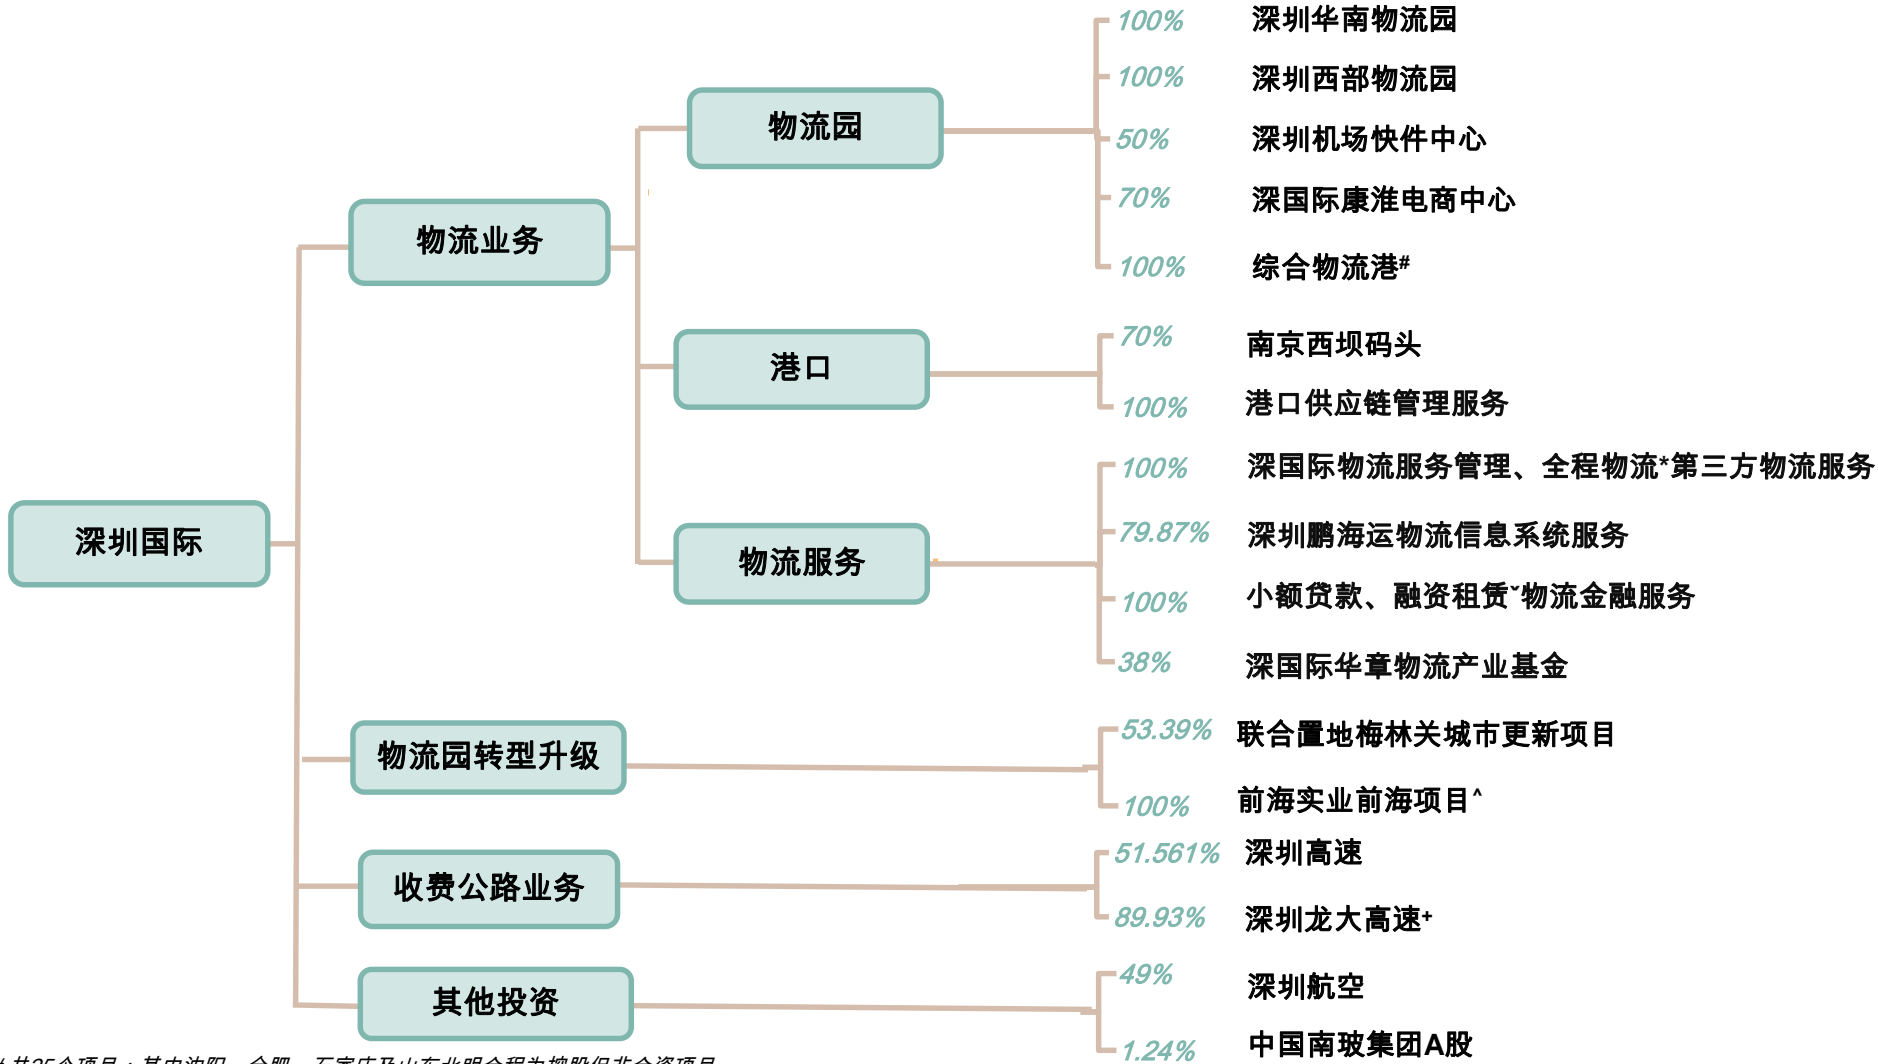 100% 深圳华南物流园
100% 深圳西部物流园
物流园
50% 深圳机场快件中心
70% 深国际康淮电商中心
物流业务
100% 综合物流港#
70% 南京西坝码头
港口
100% 港口供应链管理服务
100% 深国际物流服务管理、全程物流*第三方物流服务
深圳国际
79.87% 深圳鹏海运物流信息系统服务
物流服务
100% 小额贷款、融资租赁ˇ物流金融服务
38% 深国际华章物流产业基金
53.39% 联合置地梅林关城市更新项目
物流园转型升级
100% 前海实业前海项目^
51.561% 深圳高速
收费公路业务
89.93% 深圳龙大高速+
49% 深圳航空
其他投资
1.24% 中国南玻集团A股